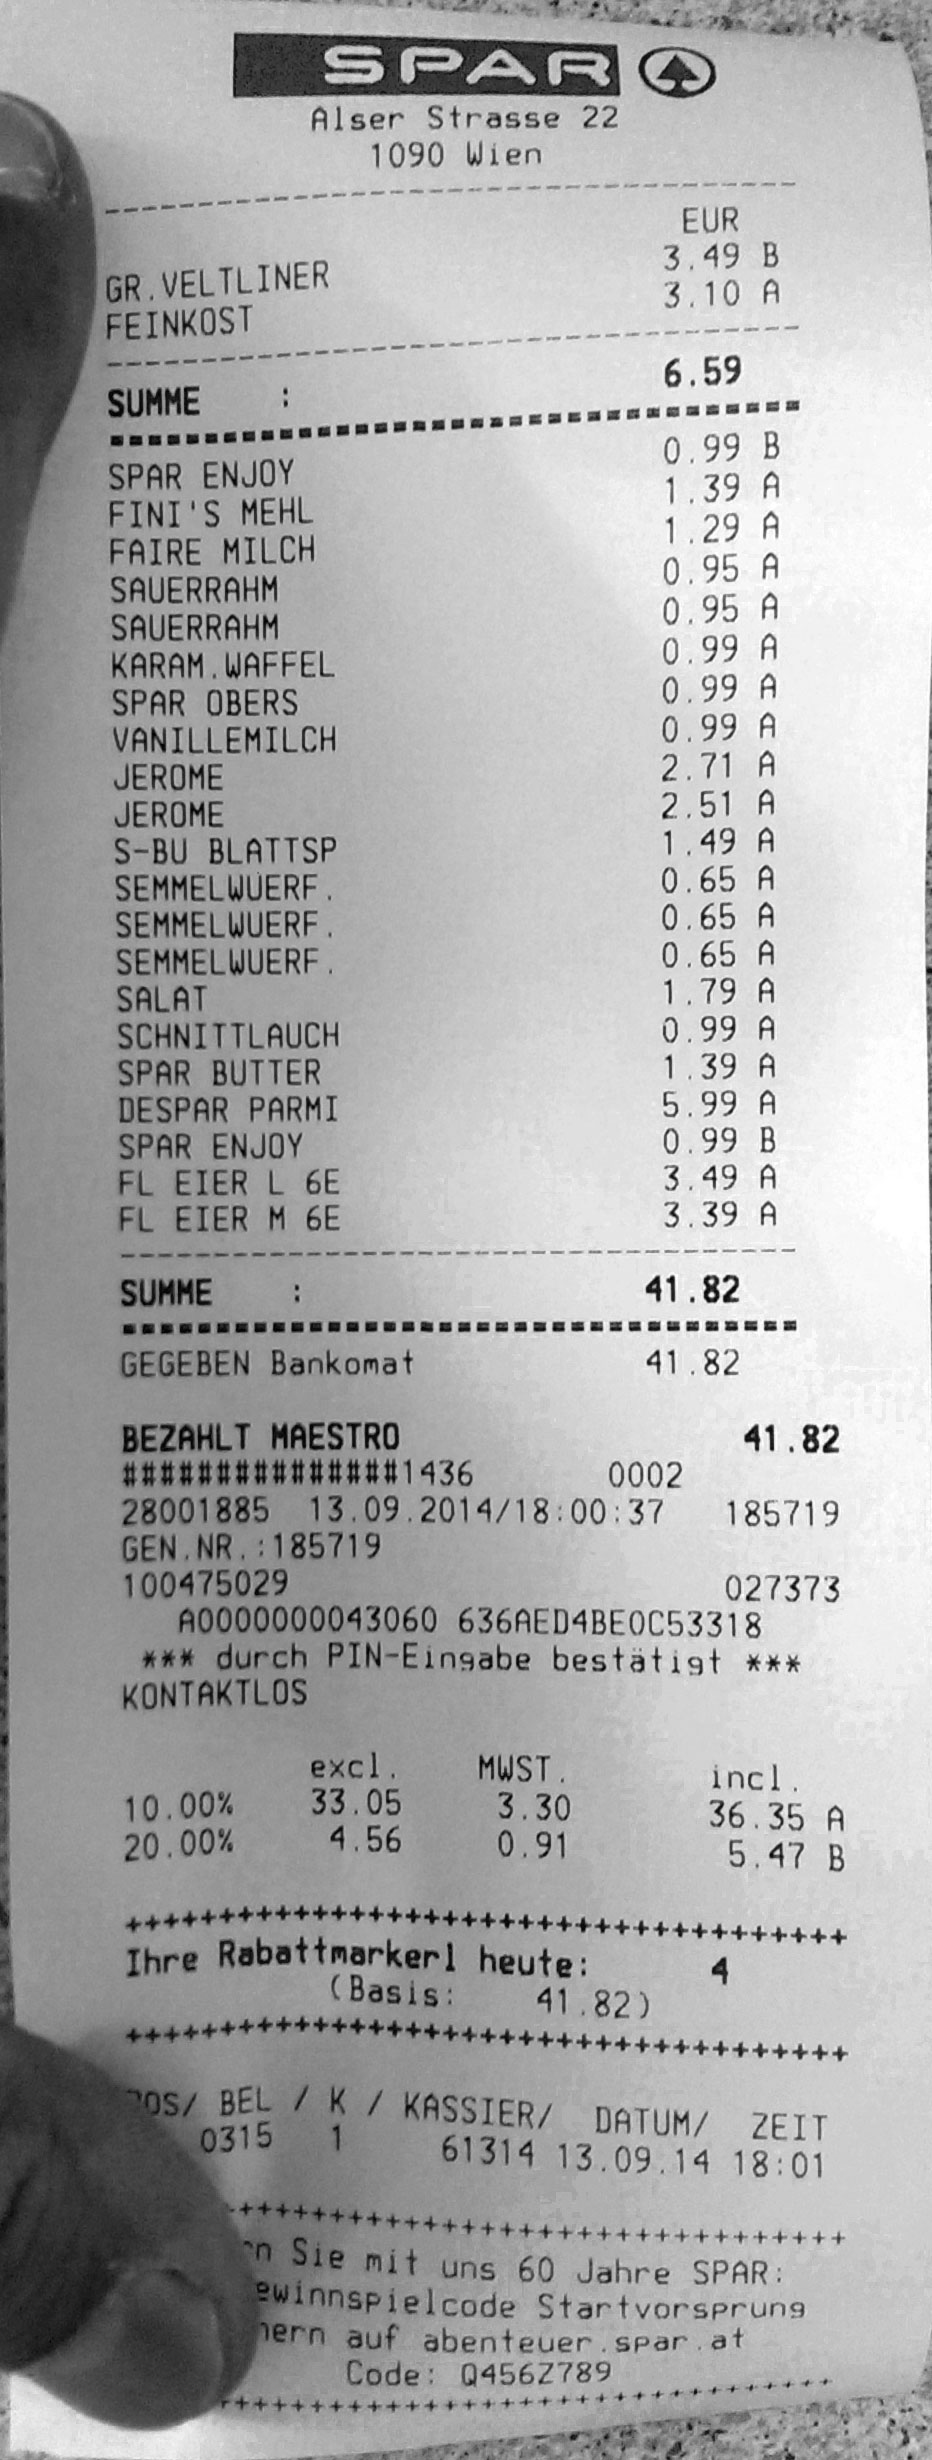 SPAR
Alser Strasse 22
1090 Wien
EUR
GR.VELTLINER 3.49 B
FEINKOST 3.10 A
SUMME : 6.59
SPAR ENJOY 0.99 B
FINI'S MEHL 1.39 A
FAIRE MILCH 1.29 A
SAUERRAHM 0.95 A
SAUERRAHM 0.95 A
KARAM.WAFFEL 0.99 A
SPAR OBERS 0.99 A
VANILLEMILCH 0.99 A
JEROME 2.71 A
JEROME 2.51 A
S-BU BLATTSP 1.49 A
SEMMELWUERF. 0.65 A
SEMMELWUERF. 0.65 A
SEMMELWUERF. 0.65 A
SALAT 1.79 A
SCHNITTLAUCH 0.99 A
SPAR BUTTER 1.39 A
DESPAR PARMI 5.99 A
SPAR ENJOY 0.99 B
FL EIER L 6E 3.49 A
FL EIER M 6E 3.39 A
SUMME : 41.82
GEGEBEN Bankomat 41.82
BEZAHLT MAESTRO 41.82
###############1436 0002
28001885 13.09.2014/18:00:37 185719
GEN.NR.:185719
100475029 027373
A0000000043060 636AED4BE0C53318
*** durch PIN-Eingabe bestätigt ***
KONTAKTLOS
excl. MWST. incl.
10.00% 33.05 3.30 36.35 A
20.00% 4.56 0.91 5.47 B
+++++++++++++++++++++++++++++++++++++++
Ihre Rabattmarkerl heute: 4
(Basis: 41.82)
+++++++++++++++++++++++++++++++++++++++
/ BEL / K / KASSIER/ DATUM/ ZEIT
0315 1 61314 13.09.14 18:01
+++++++++++++++++++++++++++++++++
Sie mit uns 60 Jahre SPAR:
ewinnspielcode Startvorsprung
auf abenteuer.spar.at
Code: Q456Z789
+++++++++++++++++++++++++++++++++